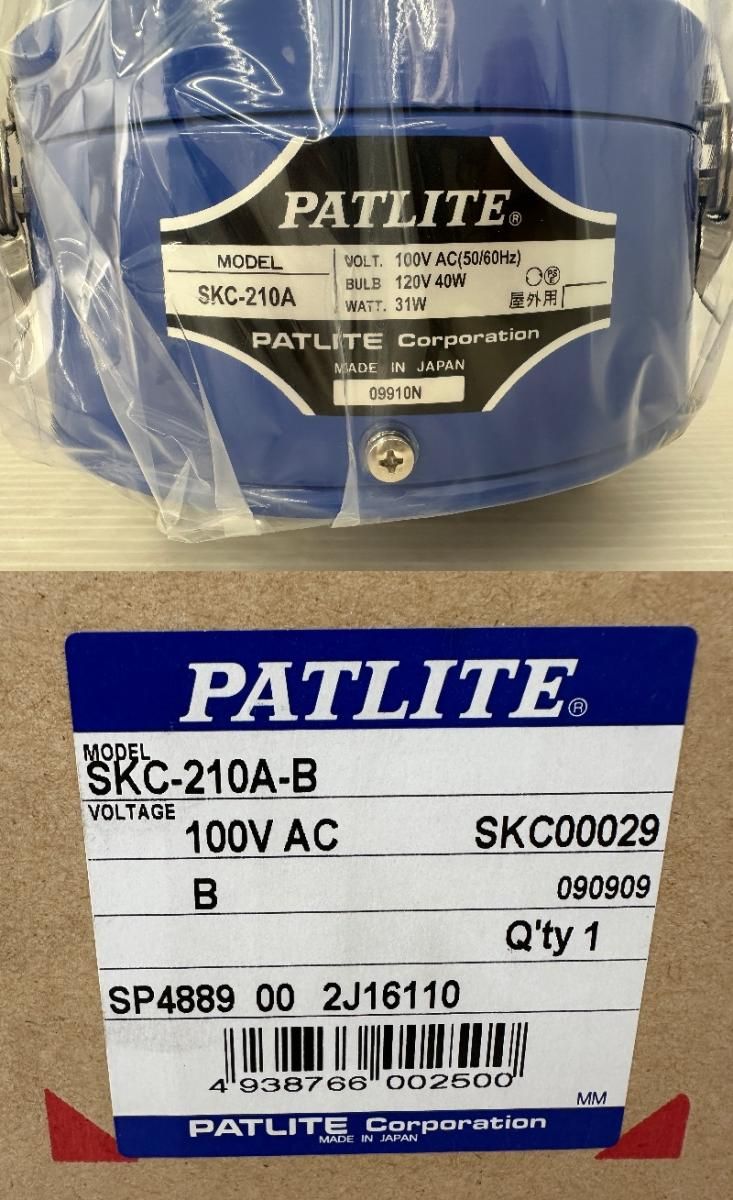 PATLITE®
MODEL
SKC-210A
VOLT. 100V AC(50/60Hz)
BULB 120V 40W
WATT. 31W
PS E
屋外用
PATLITE Corporation
MADE IN JAPAN
09910N
PATLITE®
MODEL
SKC-210A-B
VOLTAGE
100V AC SKC00029
B 090909
Q'ty 1
SP4889 00 2J16110
4 938766 002500
MM
PATLITE Corporation
MADE IN JAPAN